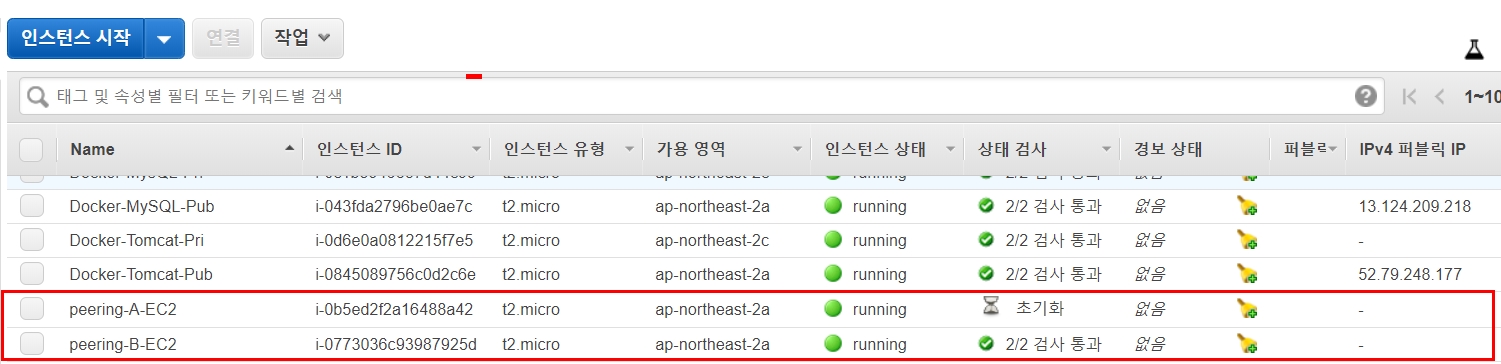 인스턴스 시작 연결 작업
태그 및 속성별 필터 또는 키워드별 검색 1~10
Name 인스턴스 ID 인스턴스 유형 가용 영역 인스턴스 상태 상태 검사 경보 상태 퍼블릭 IPv4 퍼블릭 IP
t2.micro running 2/2 검사 통과 없음
Docker-MySQL-Pub i-043fda2796be0ae7c t2.micro ap-northeast-2a running 2/2 검사 통과 없음 13.124.209.218
Docker-Tomcat-Pri i-0d6e0a0812215f7e5 t2.micro ap-northeast-2c running 2/2 검사 통과 없음 -
Docker-Tomcat-Pub i-0845089756c0d2c6e t2.micro ap-northeast-2a running 2/2 검사 통과 없음 52.79.248.177
peering-A-EC2 i-0b5ed2f2a16488a42 t2.micro ap-northeast-2a running 초기화 없음 -
peering-B-EC2 i-0773036c93987925d t2.micro ap-northeast-2a running 2/2 검사 통과 없음 -